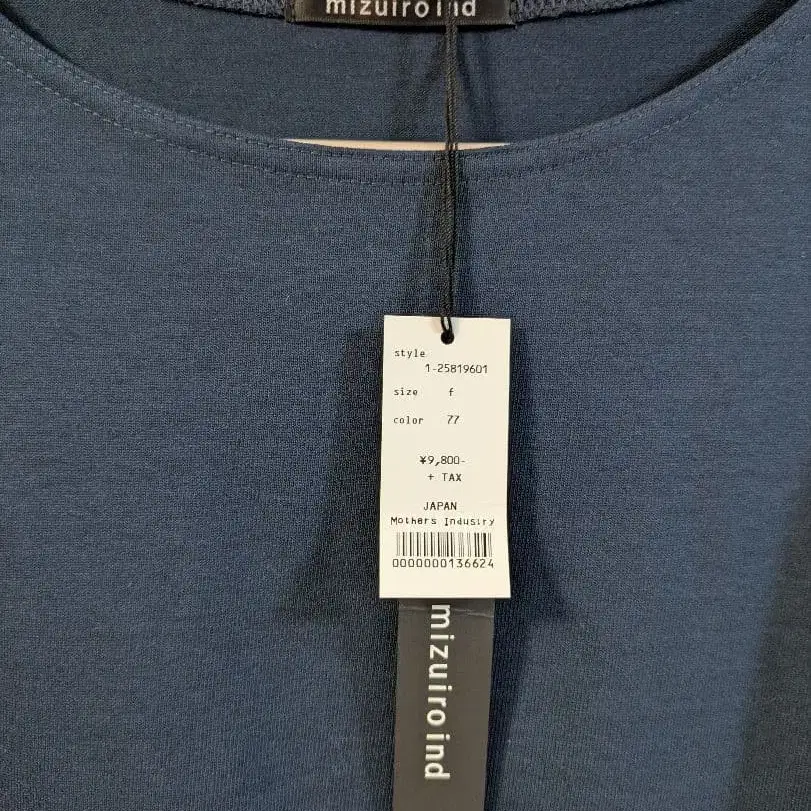 mizuiro ind
style
1-25819601
size f
color 77
¥9,800-
+ TAX
JAPAN
Mothers Industry
0000000136624
mizuiro ind